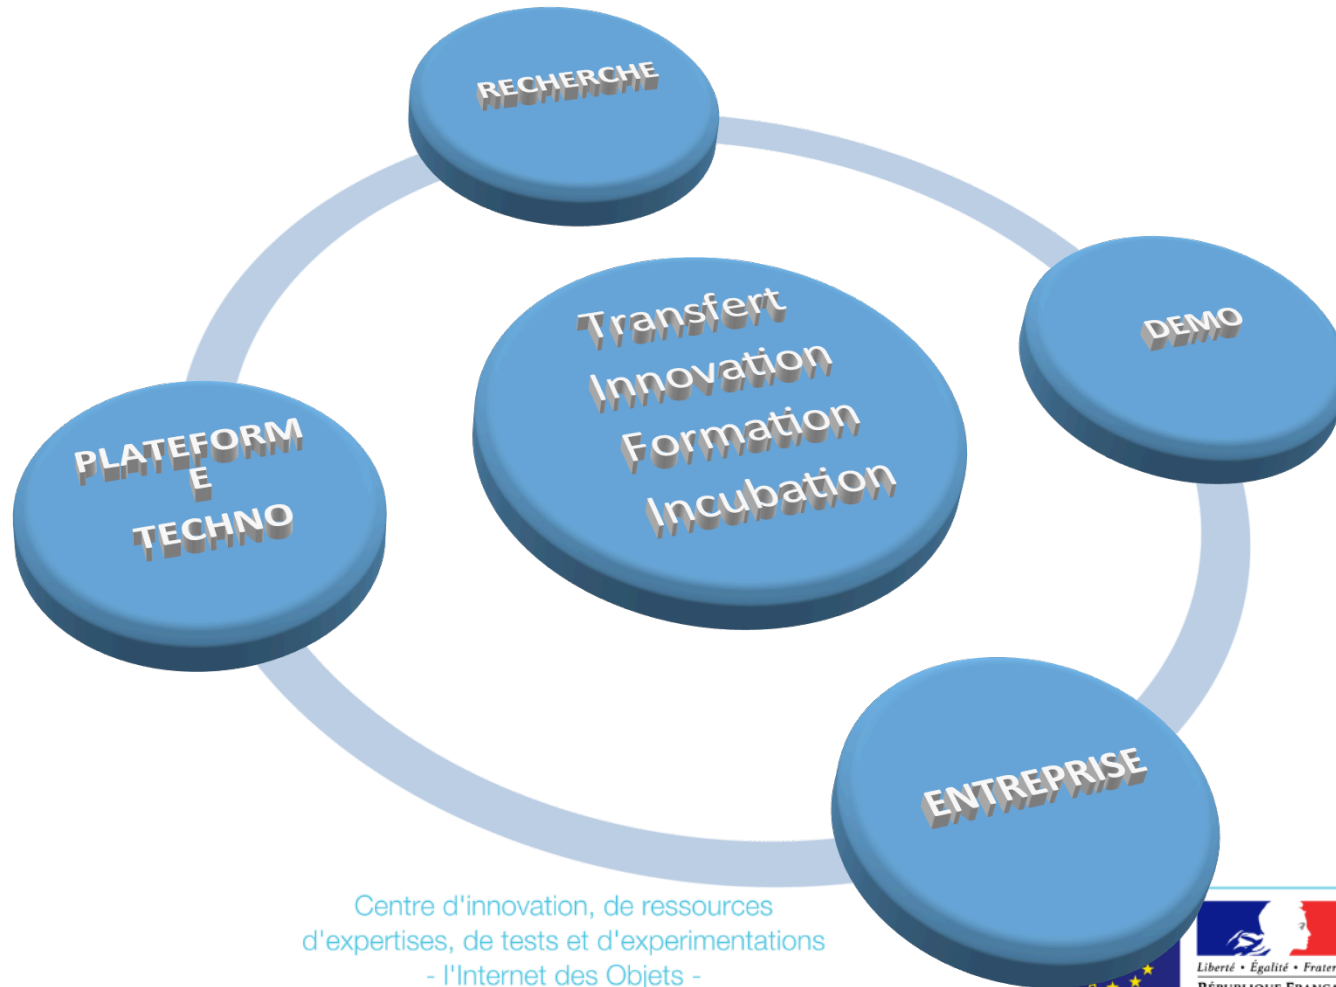 RECHERCHE
DEMO
Transfert
Innovation
Formation
Incubation
PLATEFORM
E
TECHNO
ENTREPRISE
Centre d'innovation, de ressources
d'expertises, de tests et d'experimentations
- l'Internet des Objets -
Liberté • Égalité •
RÉPUBLIQUE